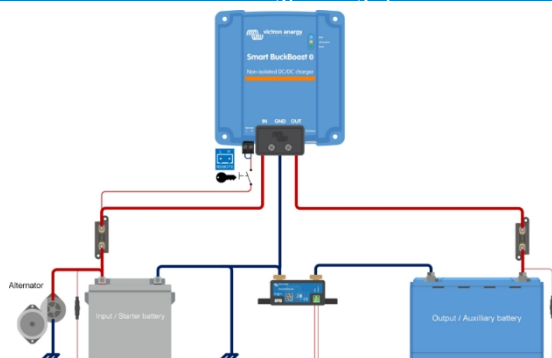 victron energy
Smart BuckBoost
Non-isolated DC/DC charger
IN GND OUT
Alternator
Input / Starter battery
Output / Auxiliary battery